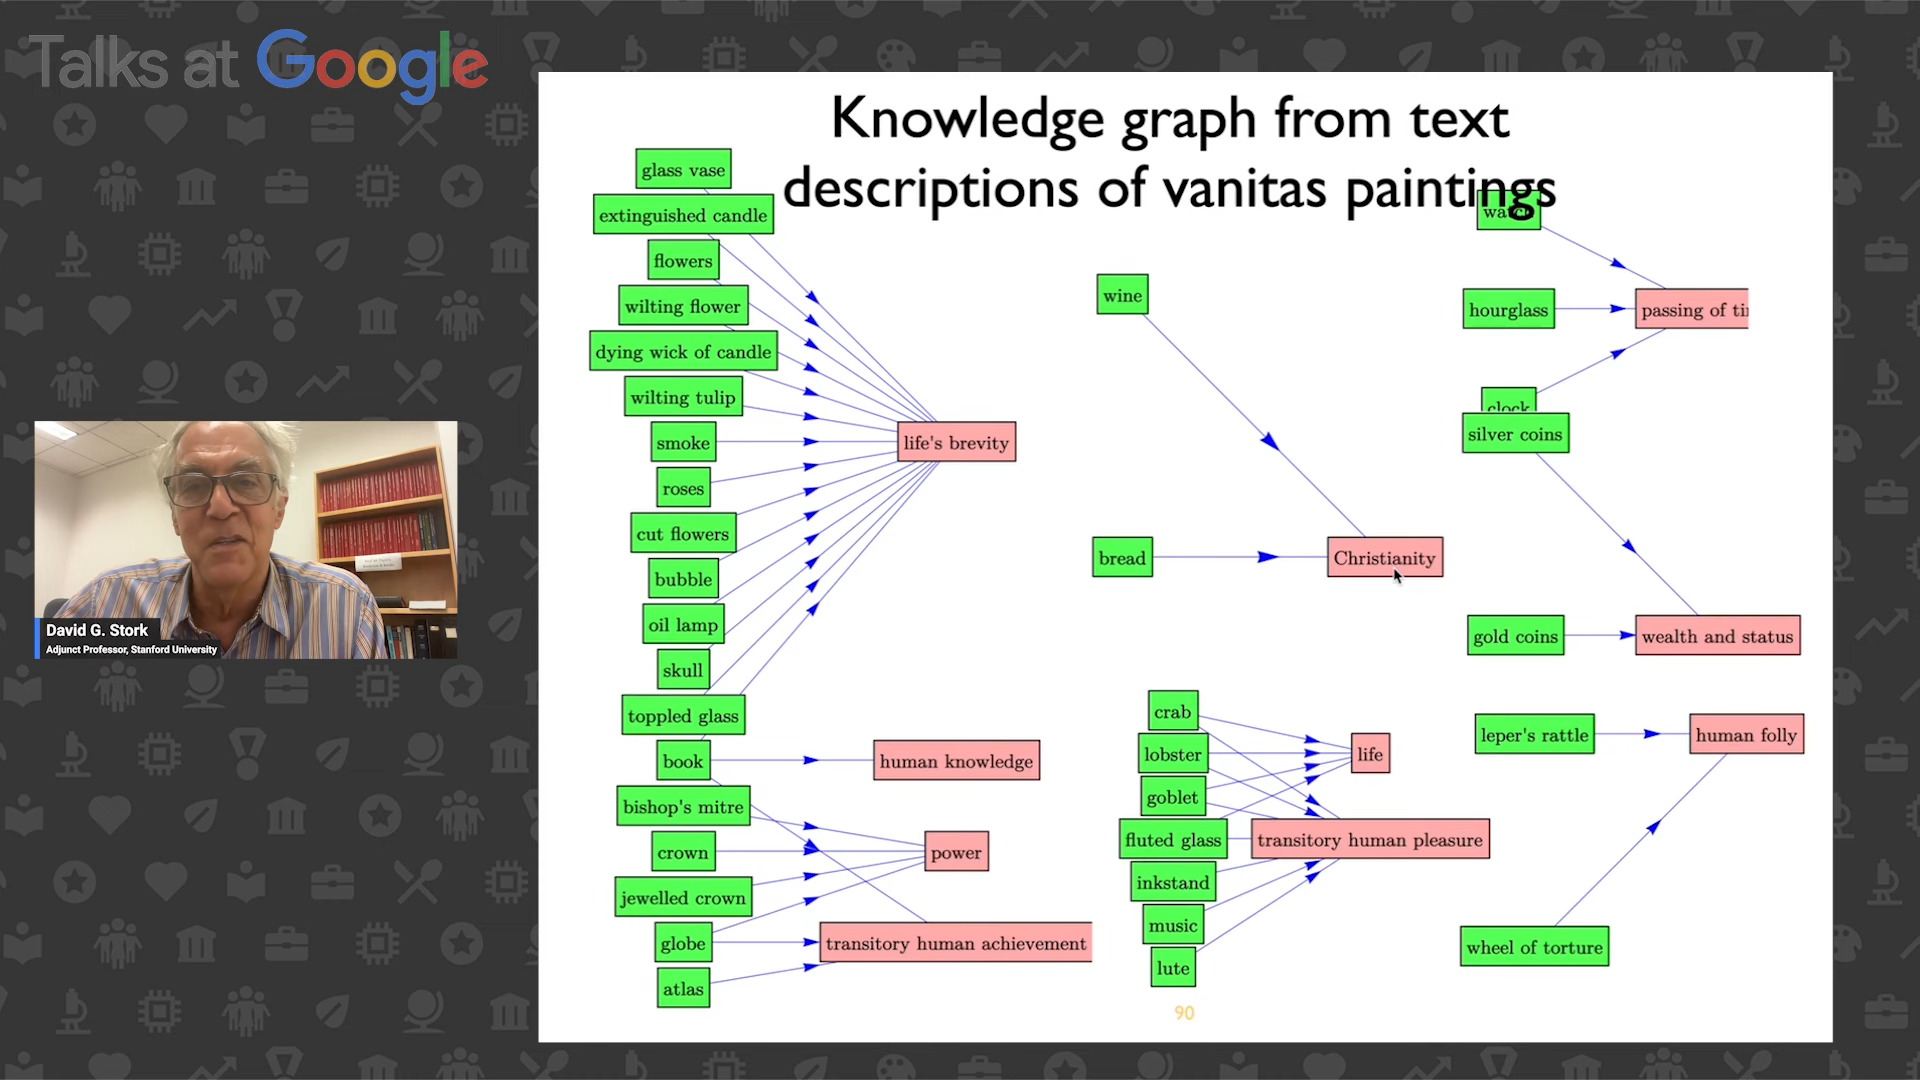 Talks at Google
Knowledge graph from text
descriptions of vanitas paintings
glass vase
extinguished candle
flowers
wilting flower
dying wick of candle
wilting tulip
smoke
roses
cut flowers
bubble
oil lamp
skull
toppled glass
book
bishop's mitre
crown
jewelled crown
globe
atlas
life's brevity
human knowledge
power
transitory human achievement
wine
bread
Christianity
crab
lobster
goblet
fluted glass
inkstand
music
lute
life
transitory human pleasure
hourglass
clock
passing of ti
silver coins
gold coins
wealth and status
leper's rattle
human folly
wheel of torture
90
David G. Stork
Adjunct Professor, Stanford University